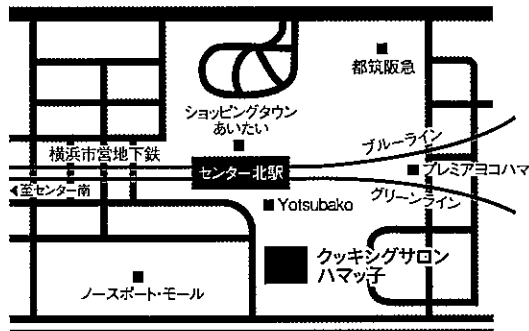 都筑阪急
ショッピングタウン
あいたい
ブルーライン
横浜市営地下鉄
センター北駅
プレミアヨコハマ
◀至センター南
グリーンライン
Yotsubako
クッキングサロン
ハマッ子
ノースポート・モール